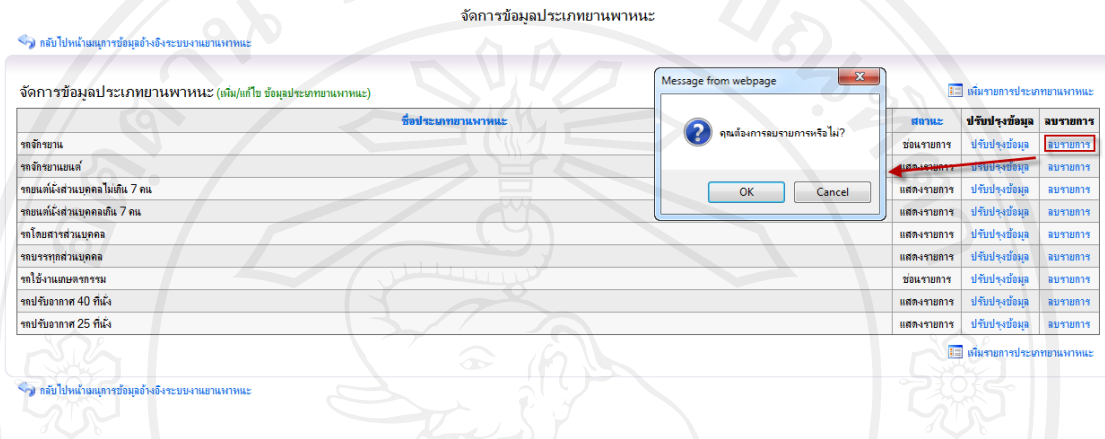 จัดการข้อมูลประเภทยานพาหนะ
กลับไปหน้าเมนูการข้อมูลอ้างอิงระบบงานยานพาหนะ
จัดการข้อมูลประเภทยานพาหนะ (เพิ่ม/แก้ไข ข้อมูลประเภทยานพาหนะ)
เพิ่มรายการประเภทยานพาหนะ
Message from webpage
คุณต้องการลบรายการหรือไม่?
OK Cancel
ชื่อประเภทยานพาหนะ สถานะ ปรับปรุงข้อมูล ลบรายการ
รถจักรยาน ซ่อนรายการ ปรับปรุงข้อมูล ลบรายการ
รถจักรยานยนต์ แสดงรายการ ปรับปรุงข้อมูล ลบรายการ
รถยนต์นั่งส่วนบุคคลไม่เกิน 7 คน แสดงรายการ ปรับปรุงข้อมูล ลบรายการ
รถยนต์นั่งส่วนบุคคลเกิน 7 คน แสดงรายการ ปรับปรุงข้อมูล ลบรายการ
รถโดยสารส่วนบุคคล แสดงรายการ ปรับปรุงข้อมูล ลบรายการ
รถบรรทุกส่วนบุคคล แสดงรายการ ปรับปรุงข้อมูล ลบรายการ
รถใช้งานเกษตรกรรม ซ่อนรายการ ปรับปรุงข้อมูล ลบรายการ
รถปรับอากาศ 40 ที่นั่ง แสดงรายการ ปรับปรุงข้อมูล ลบรายการ
รถปรับอากาศ 25 ที่นั่ง แสดงรายการ ปรับปรุงข้อมูล ลบรายการ
เพิ่มรายการประเภทยานพาหนะ
กลับไปหน้าเมนูการข้อมูลอ้างอิงระบบงานยานพาหนะ